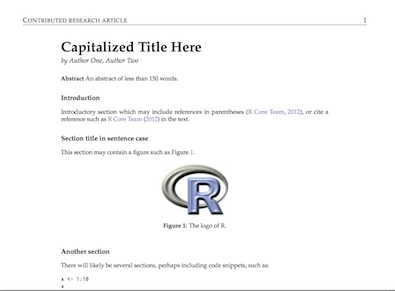 CONTRIBUTED RESEARCH ARTICLE 1
Capitalized Title Here
by Author One, Author Two
Abstract An abstract of less than 150 words.
Introduction
Introductory section which may include references in parentheses (R Core Team, 2012), or cite a
reference such as R Core Team (2012) in the text.
Section title in sentence case
This section may contain a figure such as Figure 1.
R
Figure 1: The logo of R.
Another section
There will likely be several sections, perhaps including code snippets, such as:
x <- 1:10
x